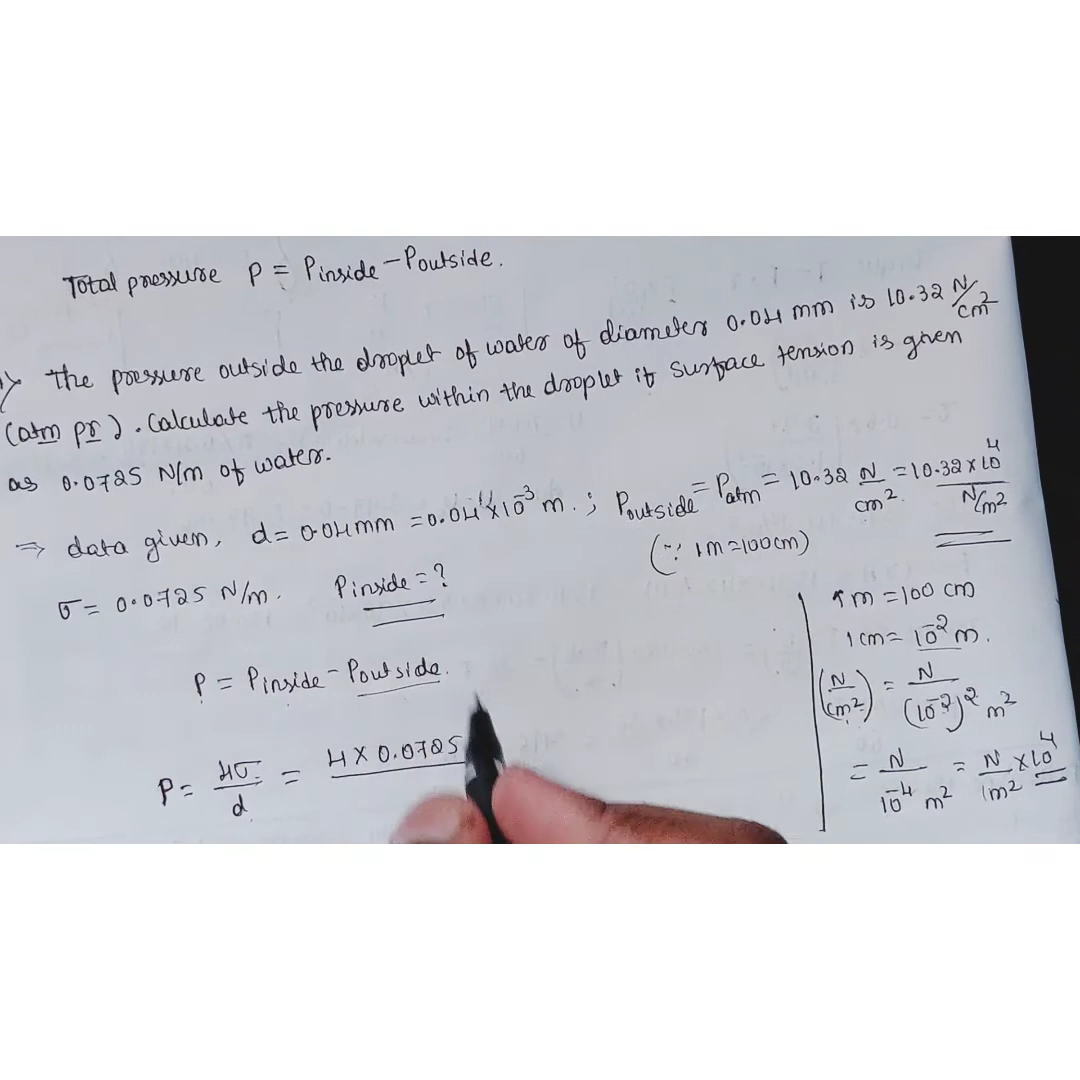 Total pressure P = Pinside - Poutside.
1) The pressure outside the droplet of water of diameter 0.04 mm is 10.32 N/cm²
(atm pr). Calculate the pressure within the droplet if surface tension is given
as 0.0725 N/m of water.
⇒ data given, d = 0.04 mm = 0.04 × 10⁻³ m. ; Poutside = Patm = 10.32 N/cm². = 10.32 × 10⁴ N/m²
(∵ 1m = 100cm)
σ = 0.0725 N/m. Pinside = ?
P = Pinside - Poutside.
P = 4σ/d = 4 × 0.0725
1m = 100 cm
1cm = 10⁻² m.
(N/cm²) = N/(10⁻²)² m²
= N/10⁻⁴ m² = N/1m² × 10⁴